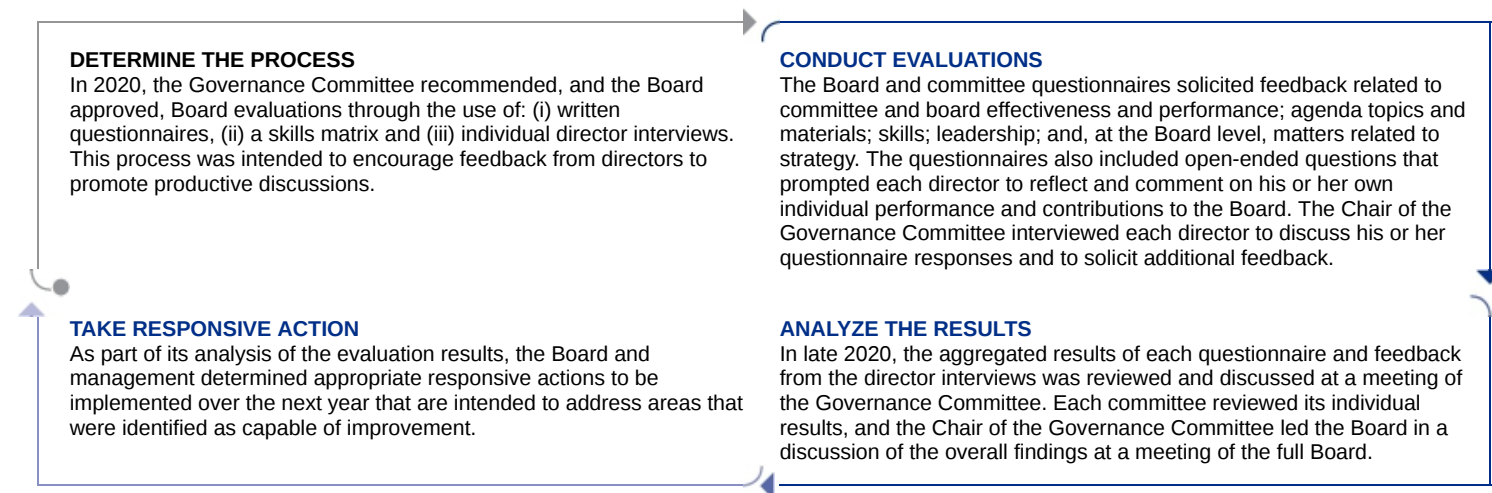 DETERMINE THE PROCESS
In 2020, the Governance Committee recommended, and the Board
approved, Board evaluations through the use of: (i) written
questionnaires, (ii) a skills matrix and (iii) individual director interviews.
This process was intended to encourage feedback from directors to
promote productive discussions.
CONDUCT EVALUATIONS
The Board and committee questionnaires solicited feedback related to
committee and board effectiveness and performance; agenda topics and
materials; skills; leadership; and, at the Board level, matters related to
strategy. The questionnaires also included open-ended questions that
prompted each director to reflect and comment on his or her own
individual performance and contributions to the Board. The Chair of the
Governance Committee interviewed each director to discuss his or her
questionnaire responses and to solicit additional feedback.
TAKE RESPONSIVE ACTION
As part of its analysis of the evaluation results, the Board and
management determined appropriate responsive actions to be
implemented over the next year that are intended to address areas that
were identified as capable of improvement.
ANALYZE THE RESULTS
In late 2020, the aggregated results of each questionnaire and feedback
from the director interviews was reviewed and discussed at a meeting of
the Governance Committee. Each committee reviewed its individual
results, and the Chair of the Governance Committee led the Board in a
discussion of the overall findings at a meeting of the full Board.